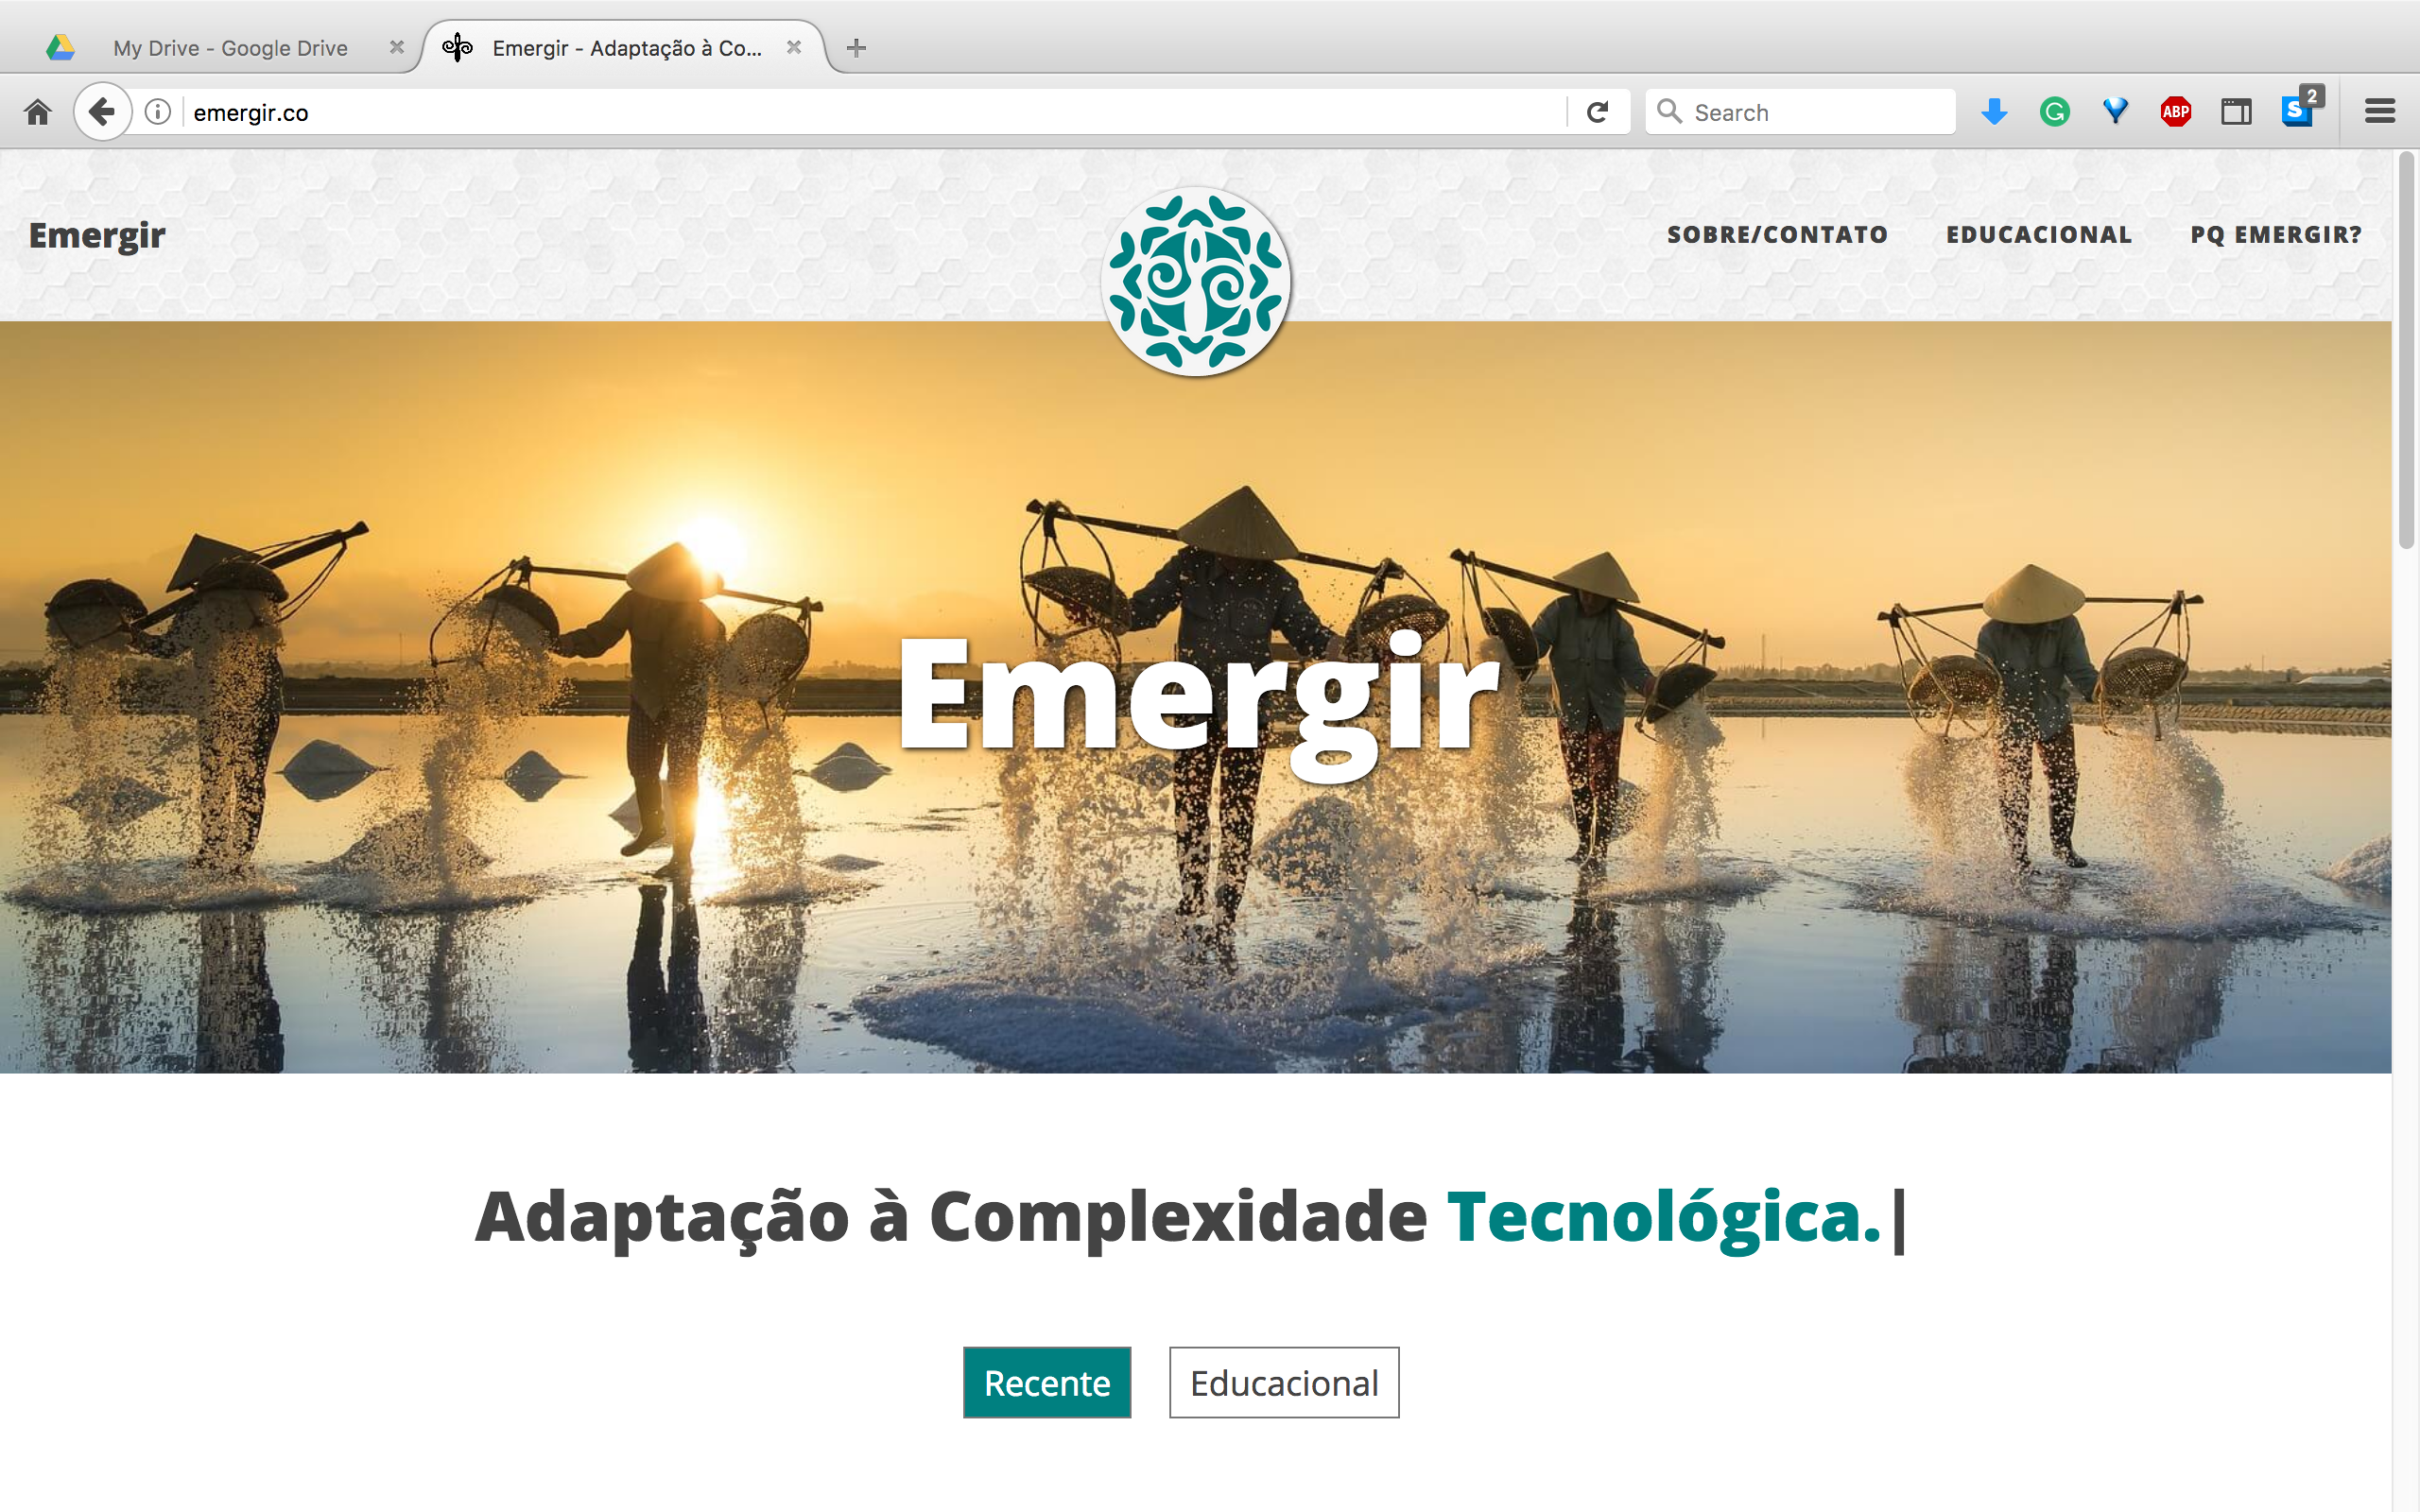 My Drive - Google Drive
Emergir - Adaptação à Co...
emergir.co
Search
ABP
S
2
Emergir
SOBRE/CONTATO
EDUCACIONAL
PQ EMERGIR?
Emergir
Adaptação à Complexidade Tecnológica.|
Recente
Educacional